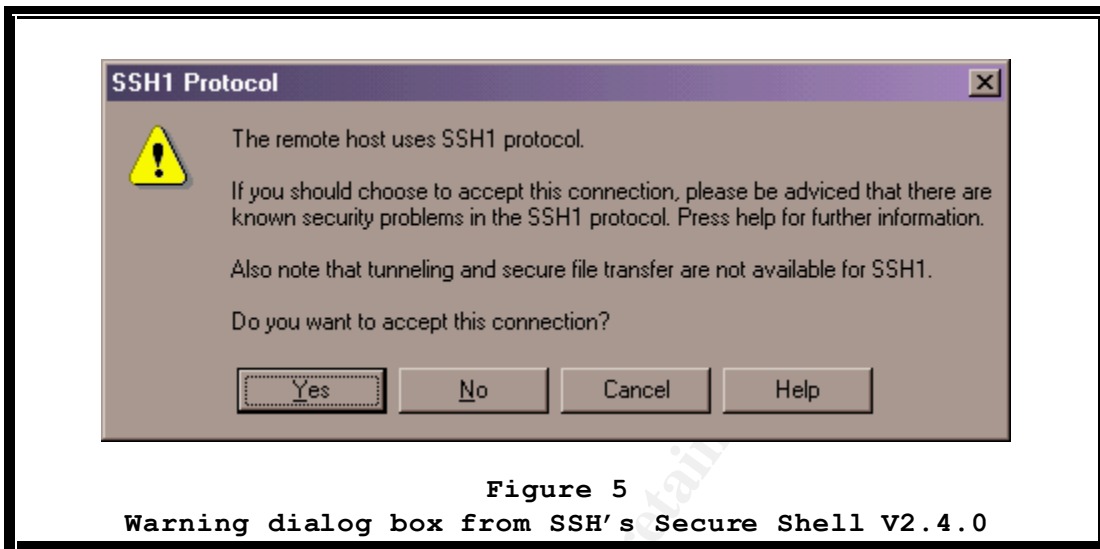 SSH1 Protocol
The remote host uses SSH1 protocol.
If you should choose to accept this connection, please be adviced that there are
known security problems in the SSH1 protocol. Press help for further information.
Also note that tunneling and secure file transfer are not available for SSH1.
Do you want to accept this connection?
Yes No Cancel Help
Figure 5
Warning dialog box from SSH's Secure Shell V2.4.0